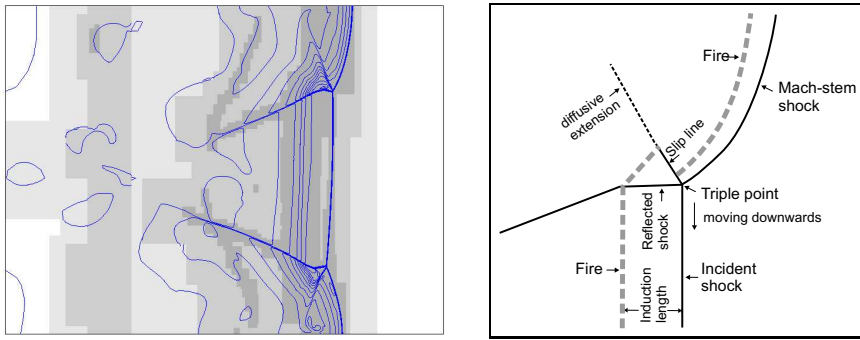 Fire
Mach-stem
shock
diffusive
extension
Slip line
Triple point
moving downwards
Reflected
shock
Fire
Incident
shock
Induction
length